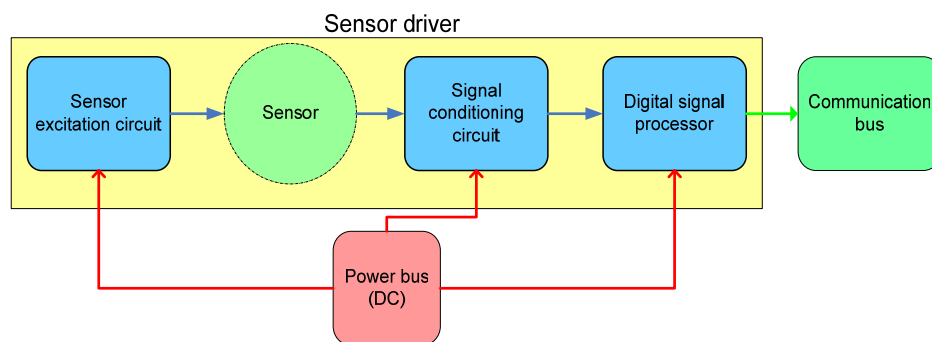 Sensor driver
Sensor
excitation circuit
Sensor
Signal
conditioning
circuit
Digital signal
processor
Communication
bus
Power bus
(DC)